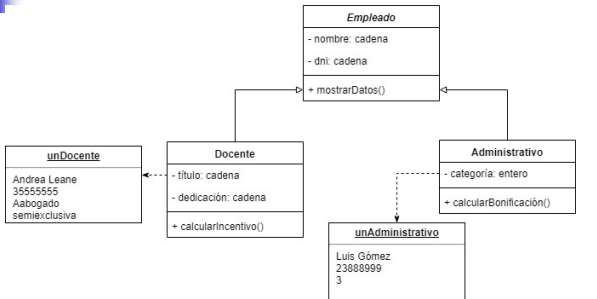 Empleado
- nombre: cadena
- dni: cadena
+ mostrarDatos()
unDocente
Andrea Leane
35555555
Aabogado
semiexclusiva
Docente
- título: cadena
- dedicación: cadena
+ calcularIncentivo()
Administrativo
- categoría: entero
+ calcularBonificación()
unAdministrativo
Luis Gómez
23888999
3